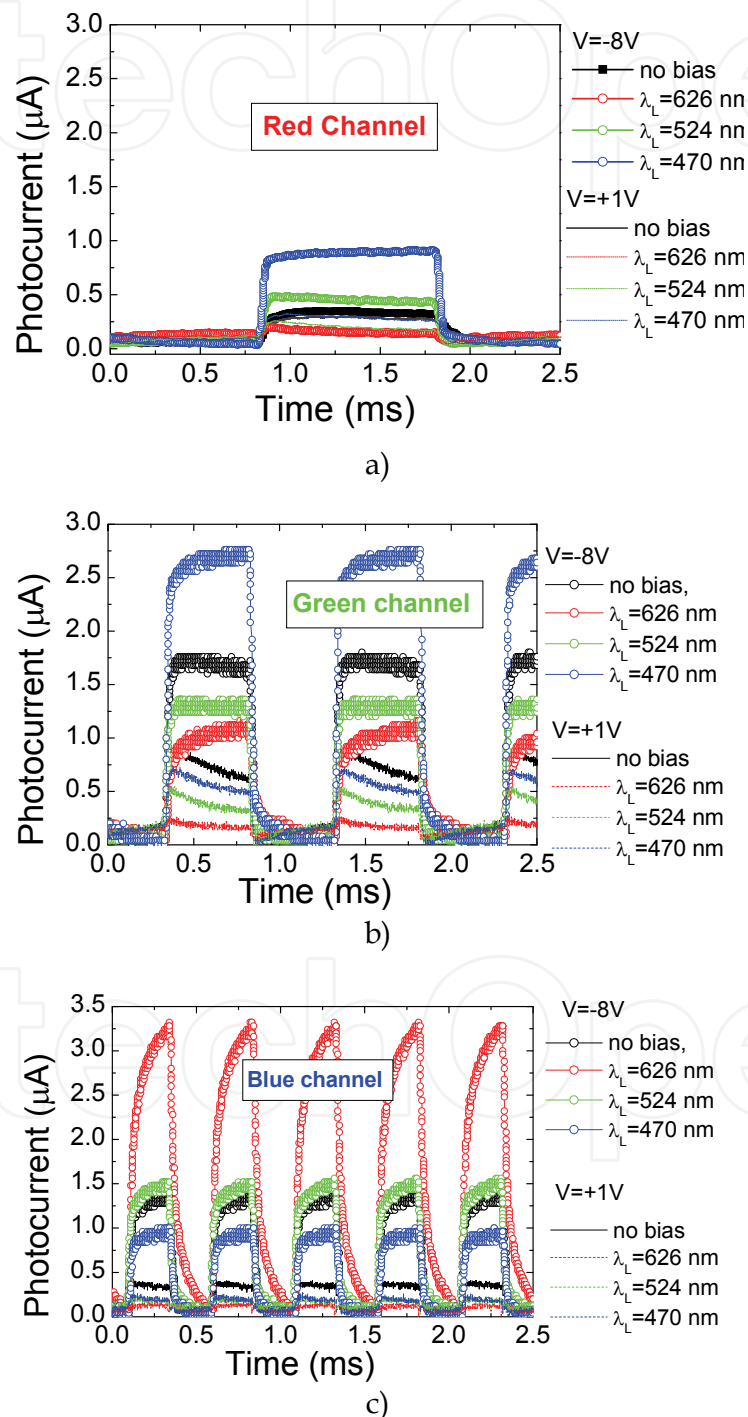 3.0
2.5
2.0
1.5
1.0
0.5
0.0
Photocurrent (μA)
Red Channel
0.0 0.5 1.0 1.5 2.0 2.5
Time (ms)
V=-8V
no bias
λL=626 nm
λL=524 nm
λL=470 nm
V=+1V
no bias
λL=626 nm
λL=524 nm
λL=470 nm
a)
3.0
2.5
2.0
1.5
1.0
0.5
0.0
Photocurrent (μA)
Green channel
0.0 0.5 1.0 1.5 2.0 2.5
Time (ms)
V=-8V
no bias,
λL=626 nm
λL=524 nm
λL=470 nm
V=+1V
no bias
λL=626 nm
λL=524 nm
λL=470 nm
b)
3.5
3.0
2.5
2.0
1.5
1.0
0.5
0.0
Photocurrent (μA)
Blue channel
0.0 0.5 1.0 1.5 2.0 2.5
Time (ms)
V=-8V
no bias,
λL=626 nm
λL=524 nm
λL=470 nm
V=+1V
no bias
λL=626 nm
λL=524 nm
λL=470 nm
c)